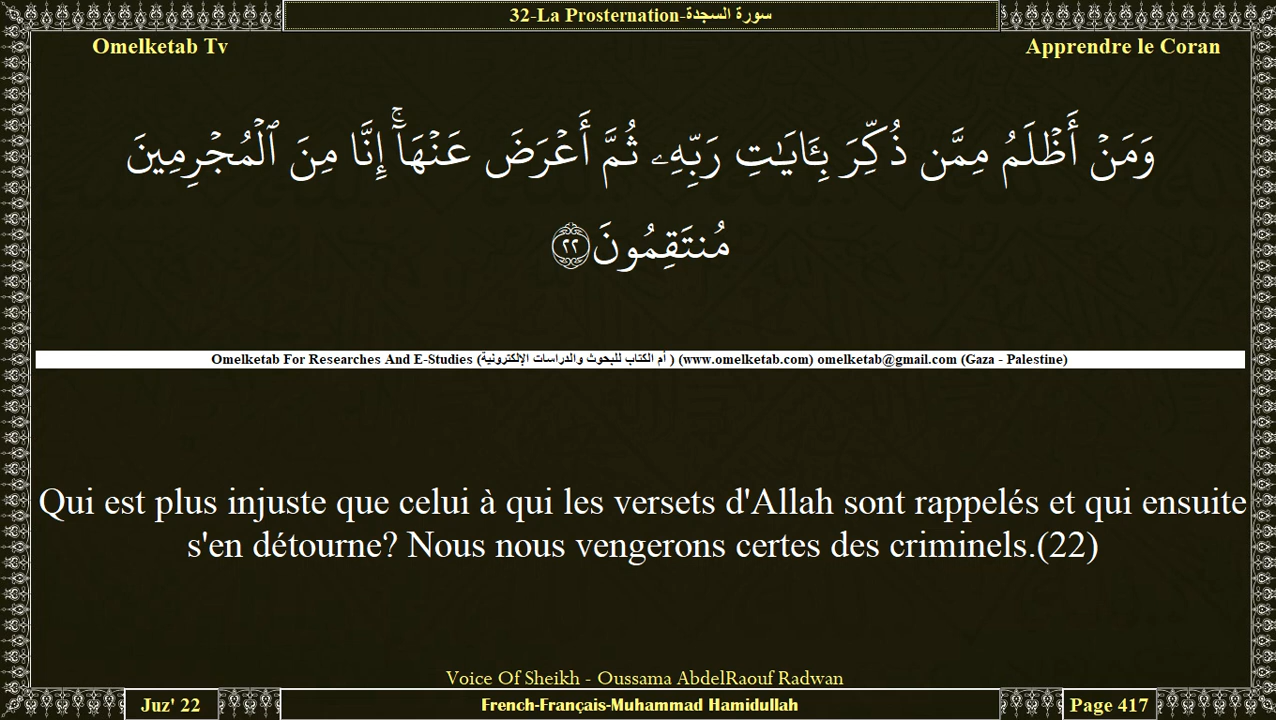 32-La Prosternation-سورة السجدة
Omelketab Tv
Apprendre le Coran
وَمَنۡ أَظۡلَمُ مِمَّن ذُكِّرَ بِـَٔايَٰتِ رَبِّهِۦ ثُمَّ أَعۡرَضَ عَنۡهَآۚ إِنَّا مِنَ ٱلۡمُجۡرِمِينَ
مُنتَقِمُونَ ٢٢
Omelketab For Researches And E-Studies (أم الكتاب للبحوث والدراسات الإلكترونية ) (www.omelketab.com) omelketab@gmail.com (Gaza - Palestine)
Qui est plus injuste que celui à qui les versets d'Allah sont rappelés et qui ensuite
s'en détourne? Nous nous vengerons certes des criminels.(22)
Voice Of Sheikh - Oussama AbdelRaouf Radwan
Juz' 22
French-Français-Muhammad Hamidullah
Page 417